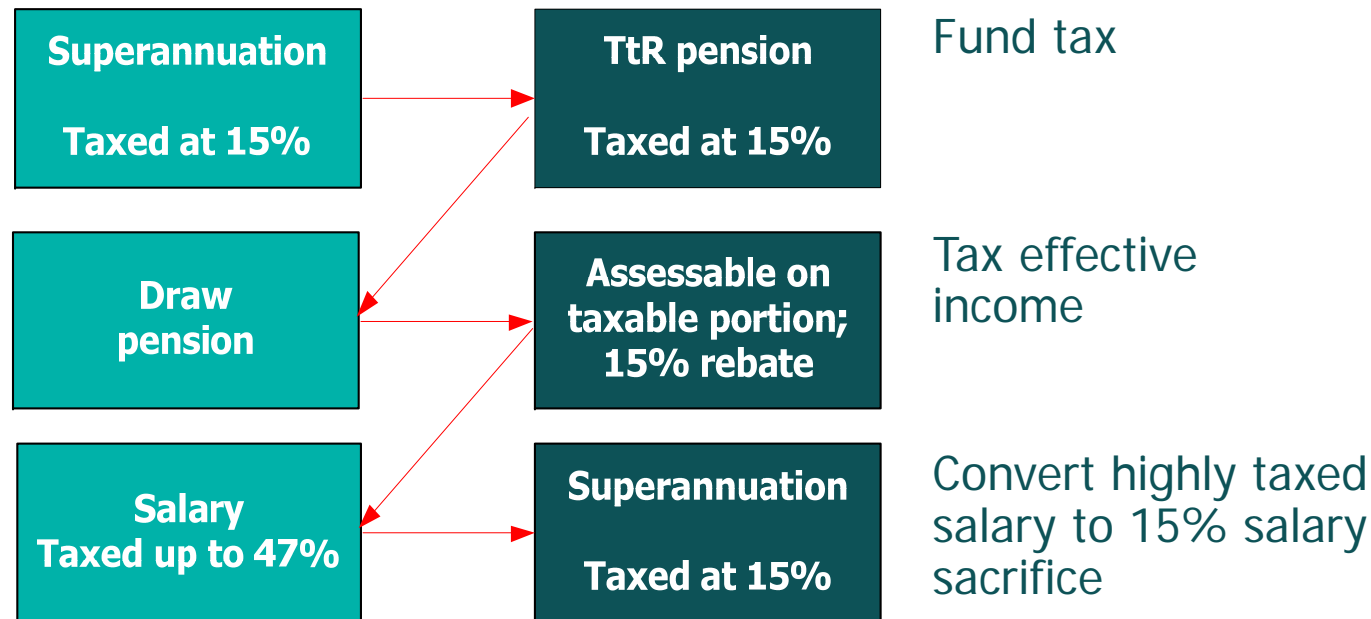 Superannuation
Taxed at 15%
TtR pension
Taxed at 15%
Fund tax
Draw
pension
Assessable on
taxable portion;
15% rebate
Tax effective
income
Salary
Taxed up to 47%
Superannuation
Taxed at 15%
Convert highly taxed
salary to 15% salary
sacrifice